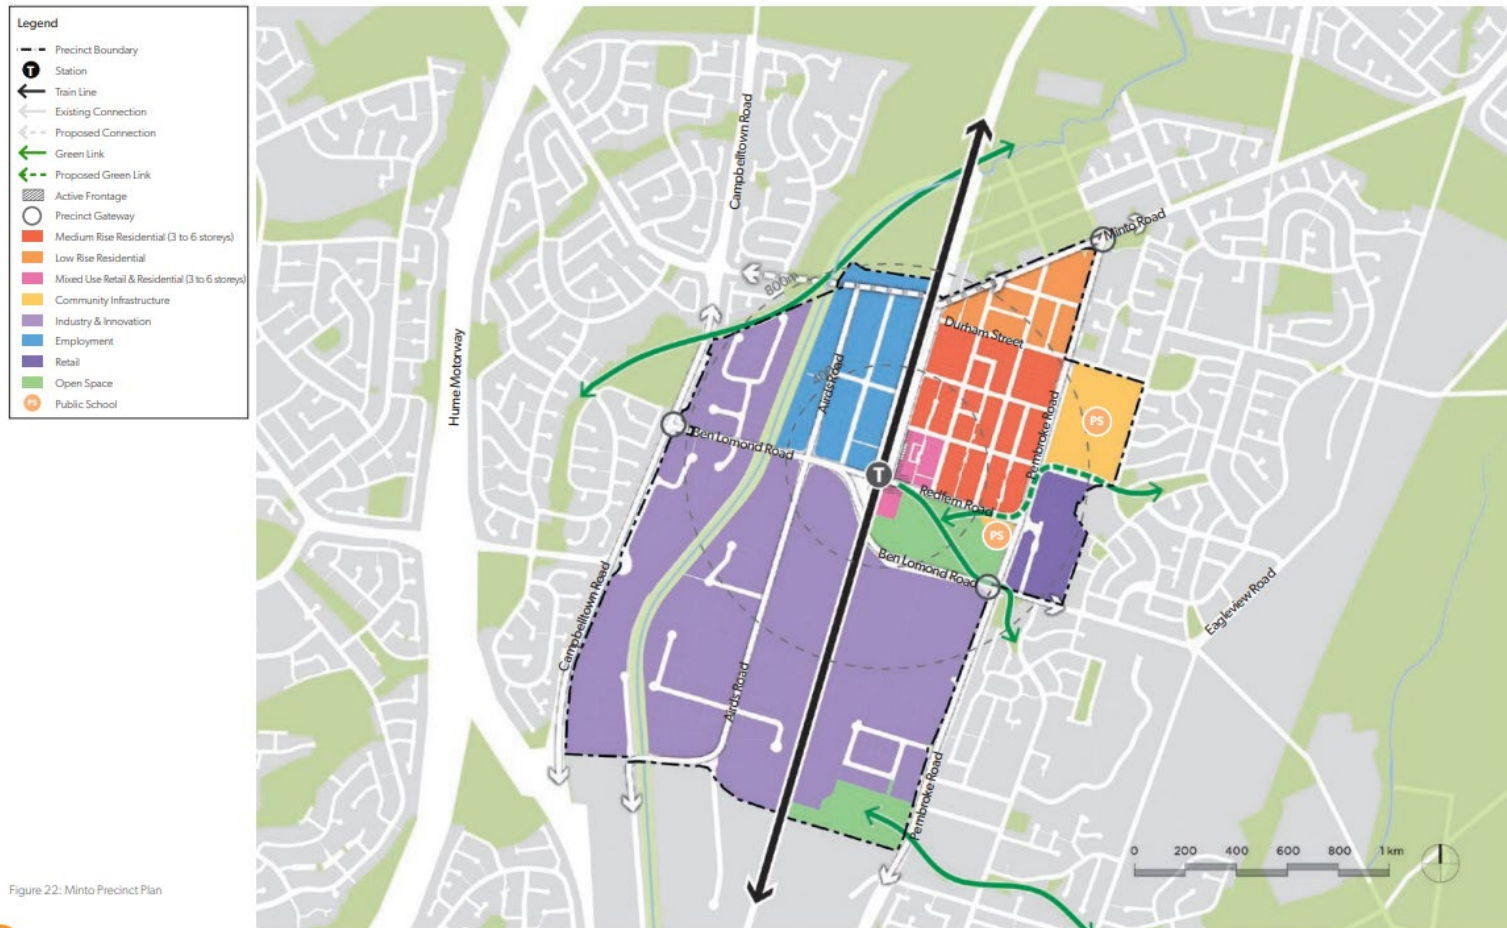 Legend
Precinct Boundary
T
Station
Train Line
Existing Connection
Proposed Connection
Green Link
Proposed Green Link
Active Frontage
Precinct Gateway
Medium Rise Residential (3 to 6 storeys)
Low Rise Residential
Mixed Use Retail & Residential (3 to 6 storeys)
Community Infrastructure
Industry & Innovation
Employment
Retail
Open Space
PS
Public School
Campbelltown Road
Minto Road
800m
Durham Street
Hume Motorway
Airds Road
Pembroke Road
PS
Ben Lomond Road
T
Redfern Road
PS
Ben Lomond Road
Eagleview Road
Campbelltown Road
Airds Road
Pembroke Road
0 200 400 600 800 1 km
Figure 22: Minto Precinct Plan